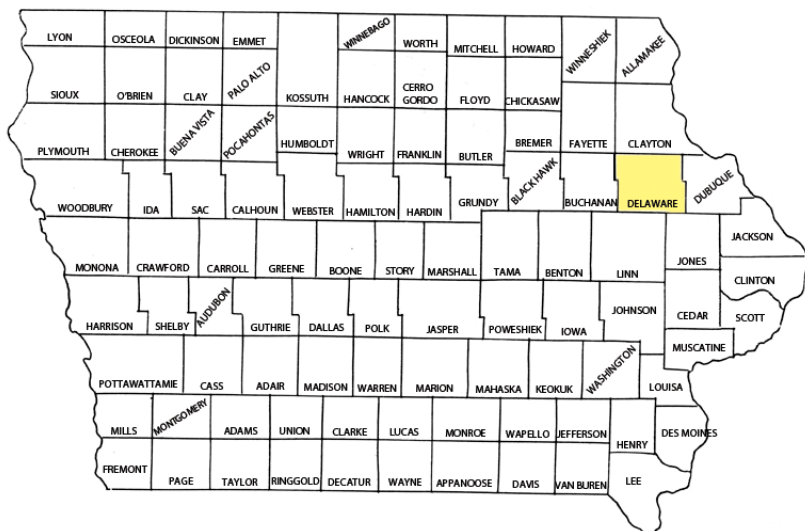 LYON OSCEOLA DICKINSON EMMET WINNEBAGO WORTH MITCHELL HOWARD WINNESHIEK ALLAMAKEE
SIOUX O'BRIEN CLAY PALO ALTO KOSSUTH HANCOCK CERRO GORDO FLOYD CHICKASAW
PLYMOUTH CHEROKEE BUENA VISTA POCAHONTAS HUMBOLDT WRIGHT FRANKLIN BUTLER BREMER FAYETTE CLAYTON
WOODBURY IDA SAC CALHOUN WEBSTER HAMILTON HARDIN GRUNDY BLACK HAWK BUCHANAN DELAWARE DUBUQUE
MONONA CRAWFORD CARROLL GREENE BOONE STORY MARSHALL TAMA BENTON LINN JONES JACKSON
CLINTON
HARRISON SHELBY AUDUBON GUTHRIE DALLAS POLK JASPER POWESHIEK IOWA JOHNSON CEDAR SCOTT
MUSCATINE
POTTAWATTAMIE CASS ADAIR MADISON WARREN MARION MAHASKA KEOKUK WASHINGTON LOUISA
MILLS MONTGOMERY ADAMS UNION CLARKE LUCAS MONROE WAPELLO JEFFERSON HENRY DES MOINES
FREMONT PAGE TAYLOR RINGGOLD DECATUR WAYNE APPANOOSE DAVIS VAN BUREN LEE